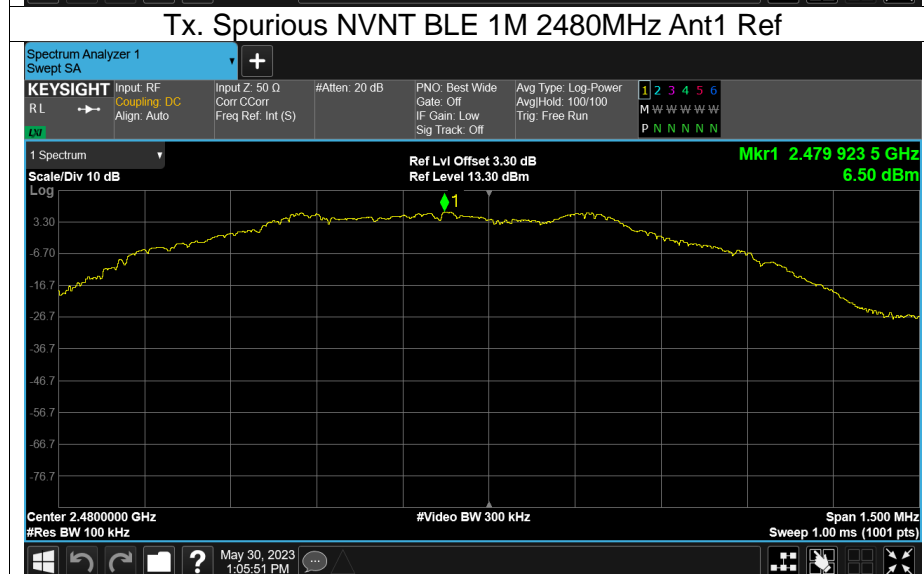 Tx. Spurious NVNT BLE 1M 2480MHz Ant1 Ref
Spectrum Analyzer 1
Swept SA
+
KEYSIGHT
R L
LXI
Input: RF
Coupling: DC
Align: Auto
Input Z: 50 Ω
Corr CCorr
Freq Ref: Int (S)
#Atten: 20 dB
PNO: Best Wide
Gate: Off
IF Gain: Low
Sig Track: Off
Avg Type: Log-Power
Avg|Hold: 100/100
Trig: Free Run
1 2 3 4 5 6
M W W W W W
P N N N N N
1 Spectrum
Scale/Div 10 dB
Ref Lvl Offset 3.30 dB
Ref Level 13.30 dBm
Mkr1 2.479 923 5 GHz
6.50 dBm
Log
1
3.30
-6.70
-16.7
-26.7
-36.7
-46.7
-56.7
-66.7
-76.7
Center 2.4800000 GHz
#Res BW 100 kHz
#Video BW 300 kHz
Span 1.500 MHz
Sweep 1.00 ms (1001 pts)
?
May 30, 2023
1:05:51 PM